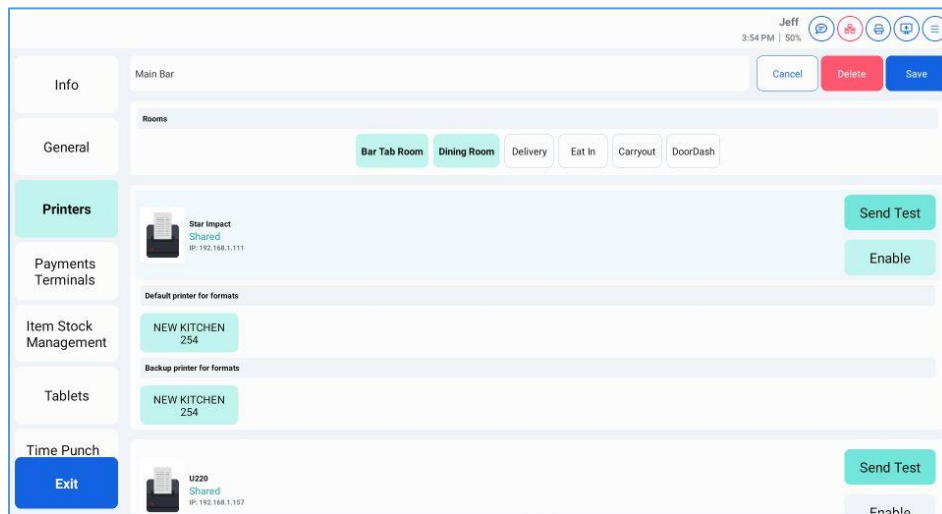 Jeff
3:54 PM | 50%
Info
General
Printers
Payments
Terminals
Item Stock
Management
Tablets
Time Punch
Exit
Main Bar
Cancel
Delete
Save
Rooms
Bar Tab Room
Dining Room
Delivery
Eat In
Carryout
DoorDash
Star Impact
Shared
IP: 192.168.1.111
Send Test
Enable
Default printer for formats
NEW KITCHEN
254
Backup printer for formats
NEW KITCHEN
254
U220
Shared
IP: 192.168.1.157
Send Test
Enable